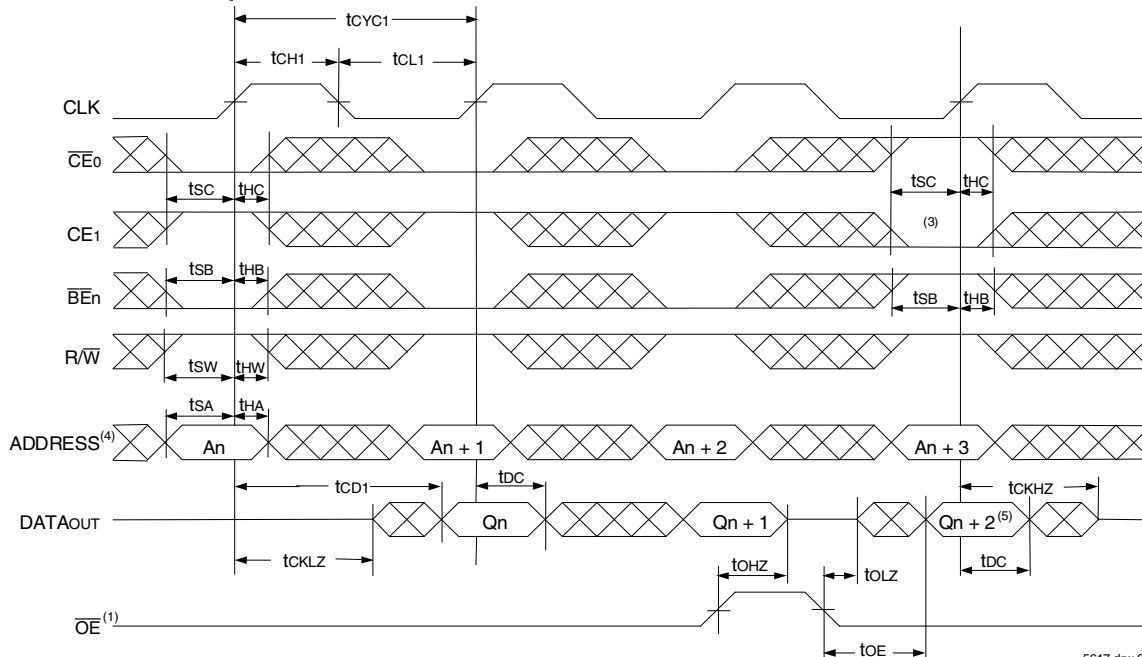 tCYC1
tCH1 tCL1
CLK
CE0
tSC tHC tSC tHC
CE1 (3)
tSB tHB
BEn
tSB tHB
R/W
tSW tHW
tSA tHA
ADDRESS(4) An An + 1 An + 2 An + 3
tCD1 tDC tCKHZ
DATAOUT Qn Qn + 1 Qn + 2(5)
tCKLZ tOHZ tOLZ tDC
OE(1)
tOE